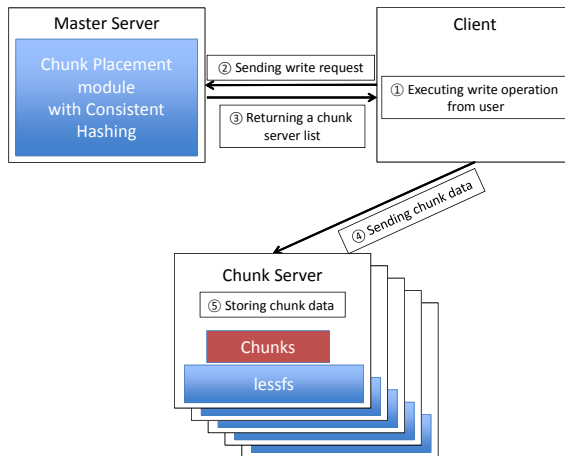 Master Server
Chunk Placement
module
with Consistent
Hashing
② Sending write request
③ Returning a chunk
server list
Client
① Executing write operation
from user
④ Sending chunk data
Chunk Server
⑤ Storing chunk data
Chunks
lessfs